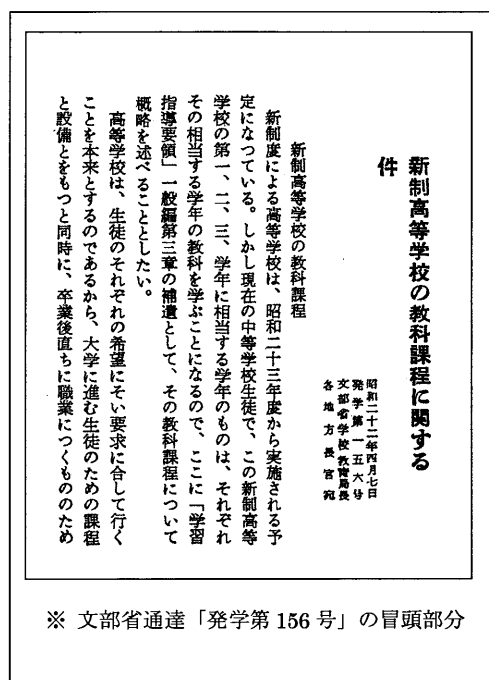 新制高等学校の教科課程に関する
件
昭和二十二年四月七日
発学第一五六号
文部省学校教育局長
各地方長官宛
新制高等学校の教科課程
新制度による高等学校は、昭和二十三年度から実施される予
定になつている。しかし現在の中等学校生徒で、この新制高等
学校の第一、二、三、学年に相当する学年のものは、それぞれ
その相当する学年の教科を学ぶことになるので、ここに「学習
指導要領」一般編第三章の補遺として、その教科課程について
概略を述べることとしたい。
高等学校は、生徒のそれぞれの希望にそい要求に合して行く
ことを本来とするのであるから、大学に進む生徒のための課程
と設備とをもつと同時に、卒業後直ちに職業につくもののため
※ 文部省通達「発学第156号」の冒頭部分